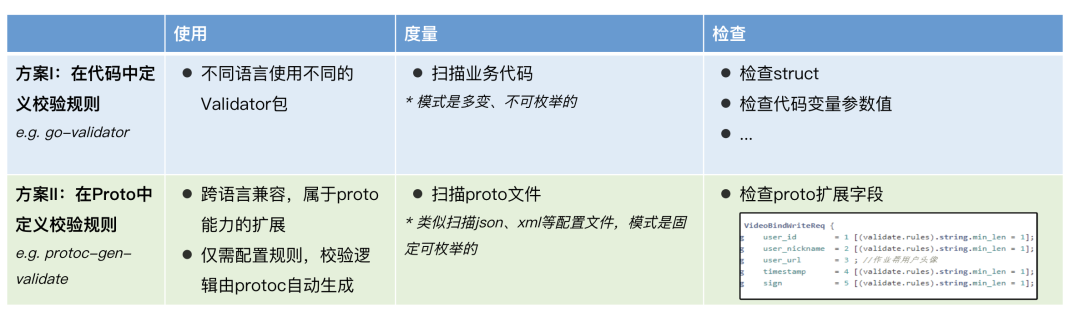 使用
度量
检查
方案I：在代码中定
义校验规则
e.g. go-validator
● 不同语言使用不同的
Validator包
● 扫描业务代码
* 模式是多变、不可枚举的
● 检查struct
● 检查代码变量参数值
● ...
方案II：在Proto中
定义校验规则
e.g. protoc-gen-
validate
● 跨语言兼容，属于proto
能力的扩展
● 仅需配置规则，校验逻
辑由protoc自动生成
● 扫描proto文件
* 类似扫描json、xml等配置文件，模式是固
定可枚举的
● 检查proto扩展字段
VideoBindWriteReq {
g user_id = 1 [(validate.rules).string.min_len = 1];
g user_nickname = 2 [(validate.rules).string.min_len = 1];
g user_url = 3 ; //作业帮用户头像
g timestamp = 4 [(validate.rules).string.min_len = 1];
g sign = 5 [(validate.rules).string.min_len = 1];